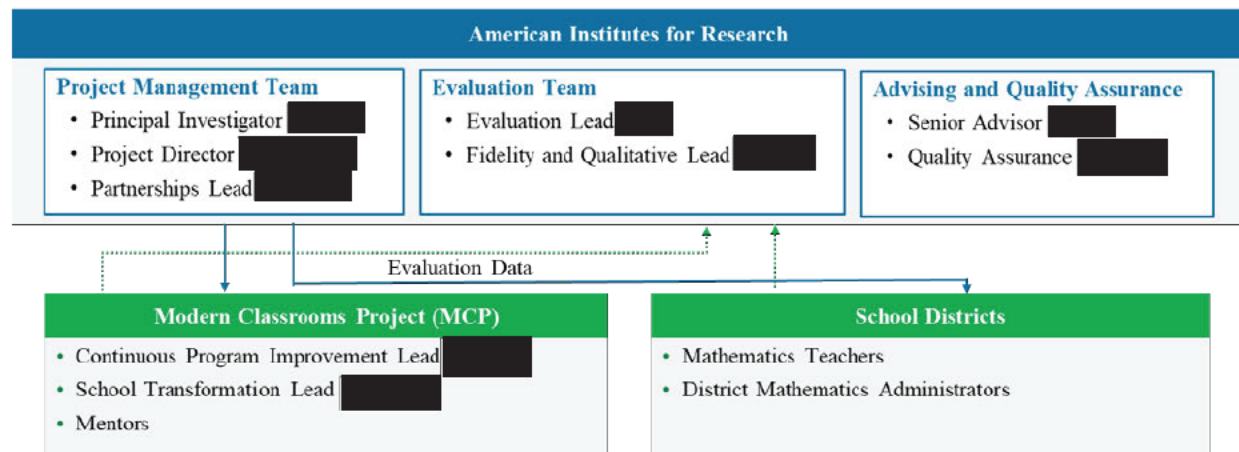 American Institutes for Research
Project Management Team
• Principal Investigator
• Project Director
• Partnerships Lead
Evaluation Team
• Evaluation Lead
• Fidelity and Qualitative Lead
Advising and Quality Assurance
• Senior Advisor
• Quality Assurance
Evaluation Data
Modern Classrooms Project (MCP)
• Continuous Program Improvement Lead
• School Transformation Lead
• Mentors
School Districts
• Mathematics Teachers
• District Mathematics Administrators